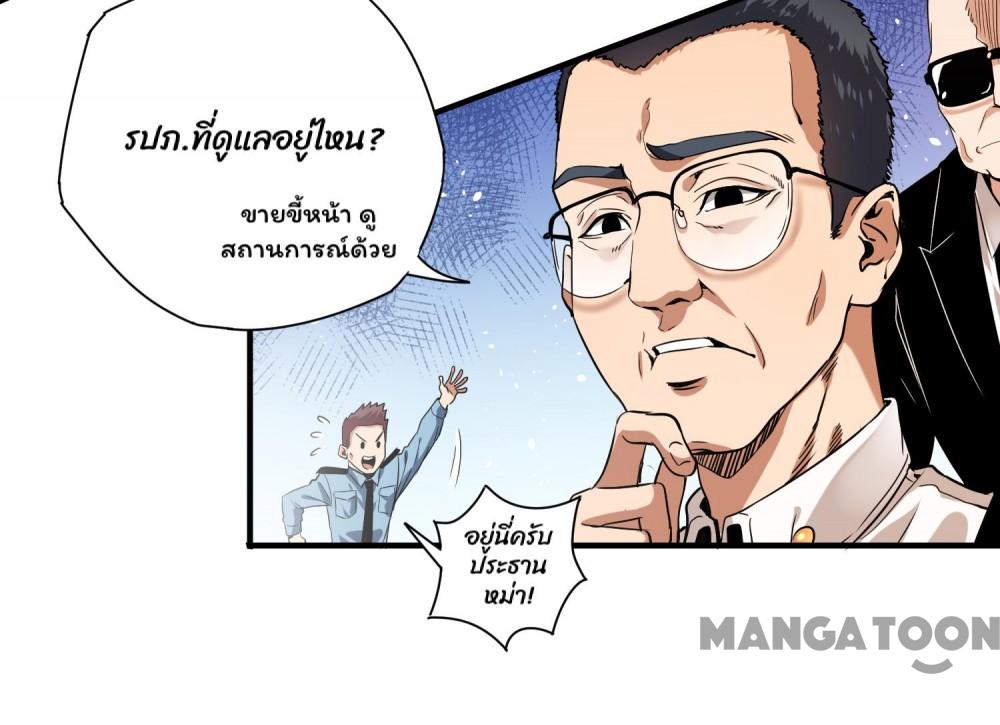 รปภ.ที่ดูแลอยู่ไหน?
ขายขี้หน้า ดู
สถานการณ์ด้วย
อยู่นี่ครับ
ประธาน
หม่า!
MANGATOON